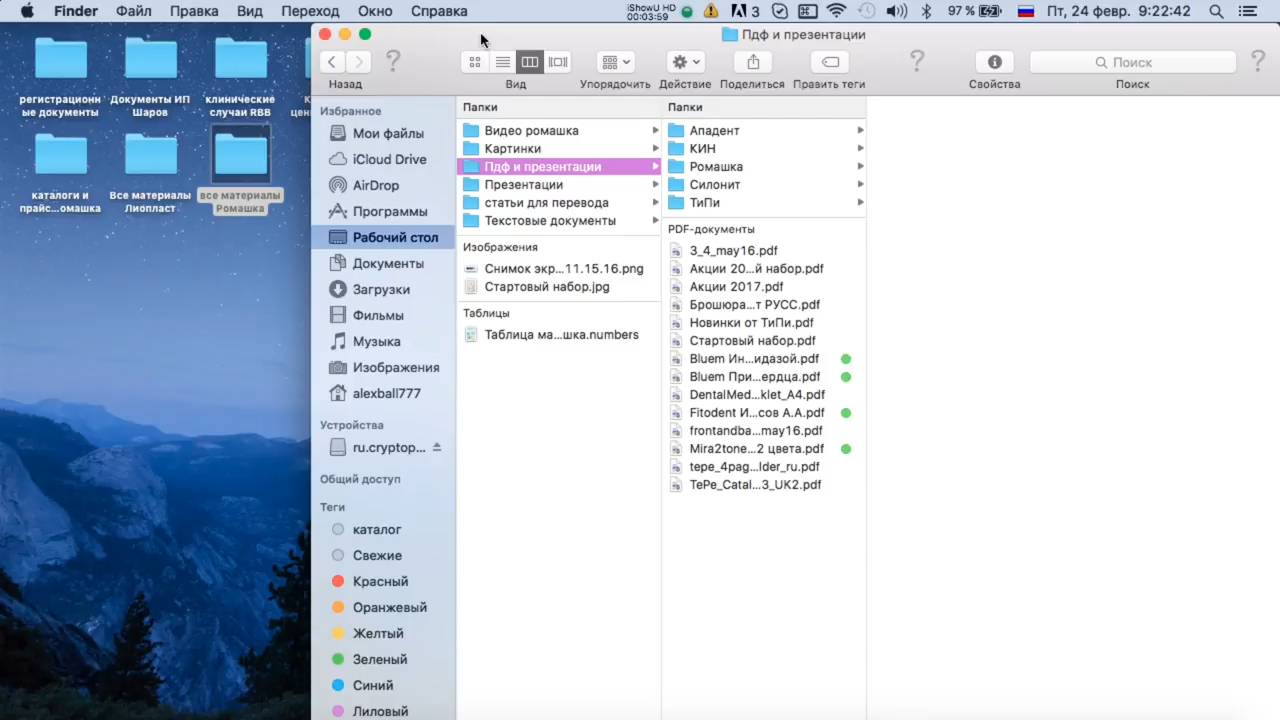 Finder Файл Правка Вид Переход Окно Справка
iShowU HD
00:03:59
3
97 %
Пт, 24 февр. 9:22:42
Пдф и презентации
Назад
Вид
Упорядочить
Действие
Поделиться
Править теги
Свойства
Поиск
Поиск
регистрационн
ые документы
Документы ИП
Шаров
клинические
случаи RBB
каталоги и
прайс...омашка
Все материалы
Лиопласт
все материалы
Ромашка
Избранное
Мои файлы
iCloud Drive
AirDrop
Программы
Рабочий стол
Документы
Загрузки
Фильмы
Музыка
Изображения
alexball777
Устройства
ru.cryptop...
Общий доступ
Теги
каталог
Свежие
Красный
Оранжевый
Желтый
Зеленый
Синий
Лиловый
Папки
Видео ромашка
Картинки
Пдф и презентации
Презентации
статьи для перевода
Текстовые документы
Изображения
Снимок экр...11.15.16.png
Стартовый набор.jpg
Таблицы
Таблица ма...шка.numbers
Папки
Ападент
КИН
Ромашка
Силонит
ТиПи
PDF-документы
3_4_may16.pdf
Акции 20...й набор.pdf
Акции 2017.pdf
Брошюра...т РУСС.pdf
Новинки от ТиПи.pdf
Стартовый набор.pdf
Bluem Ин...идазой.pdf
Bluem При...ердца.pdf
DentalMed...klet_A4.pdf
Fitodent И...сов А.А.pdf
frontandba...may16.pdf
Mira2tone...2 цвета.pdf
tepe_4pag...lder_ru.pdf
TePe_Catal...3_UK2.pdf